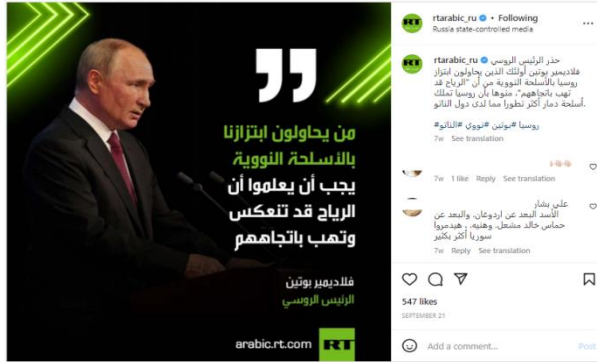 من يحاولون ابتزازنا
بالأسلحة النووية
يجب أن يعلموا أن
الرياح قد تنعكس
وتهب باتجاههم
فلاديمير بوتين
الرئيس الروسي
arabic.rt.com RT
RT
rtarabic_ru • Following
Russia state-controlled media
RT
rtarabic_ru حذر الرئيس الروسي
فلاديمير بوتين أولئك الذين يحاولون ابتزاز
روسيا بالأسلحة النووية من أن "الرياح قد
تهب باتجاههم"، منوها بأن روسيا تملك
أسلحة دمار أكثر تطورا مما لدى دول الناتو.
#روسيا #بوتين #نووي #الناتو
7w See translation
7w 1 like Reply See translation
علي بشار
الأسد البعد عن اردوغان، والبعد عن
حماس خالد مشعل، وهنيه، هيدمروا
سوريا أكثر بكثير
7w Reply See translation
547 likes
SEPTEMBER 21
Add a comment... Post